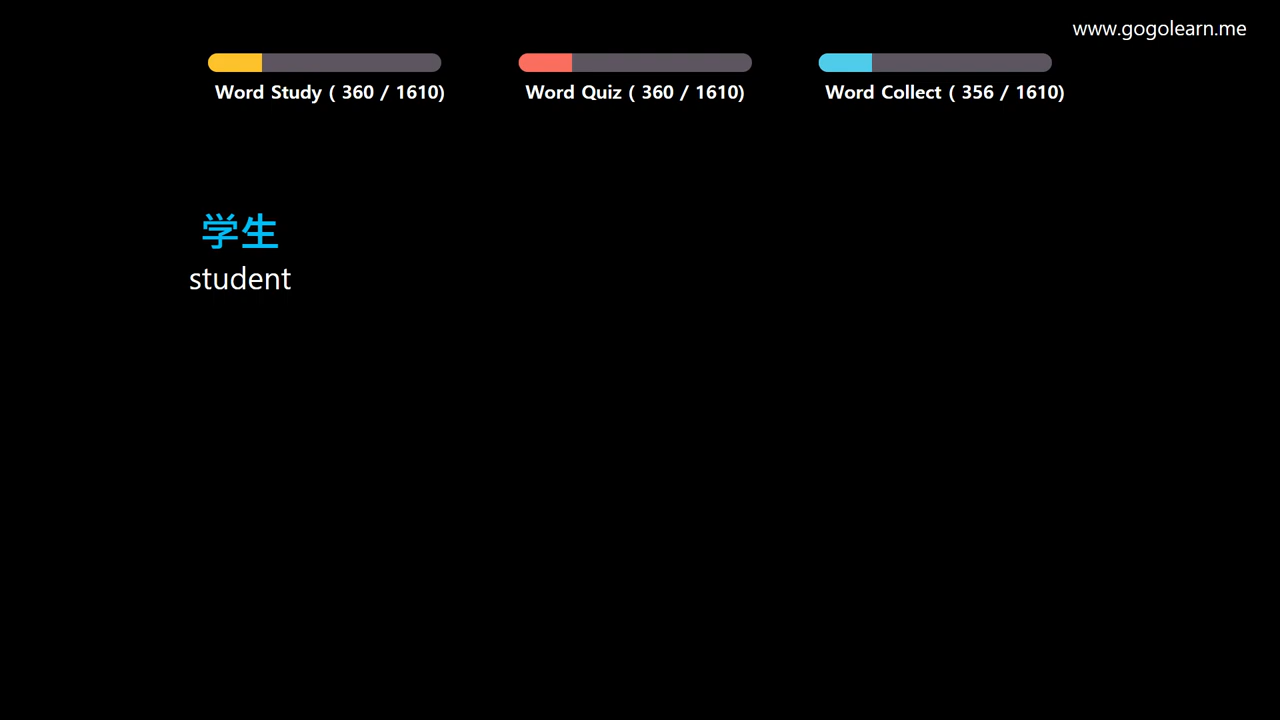 www.gogolearn.me
Word Study ( 360 / 1610)
Word Quiz ( 360 / 1610)
Word Collect ( 356 / 1610)
学生
student